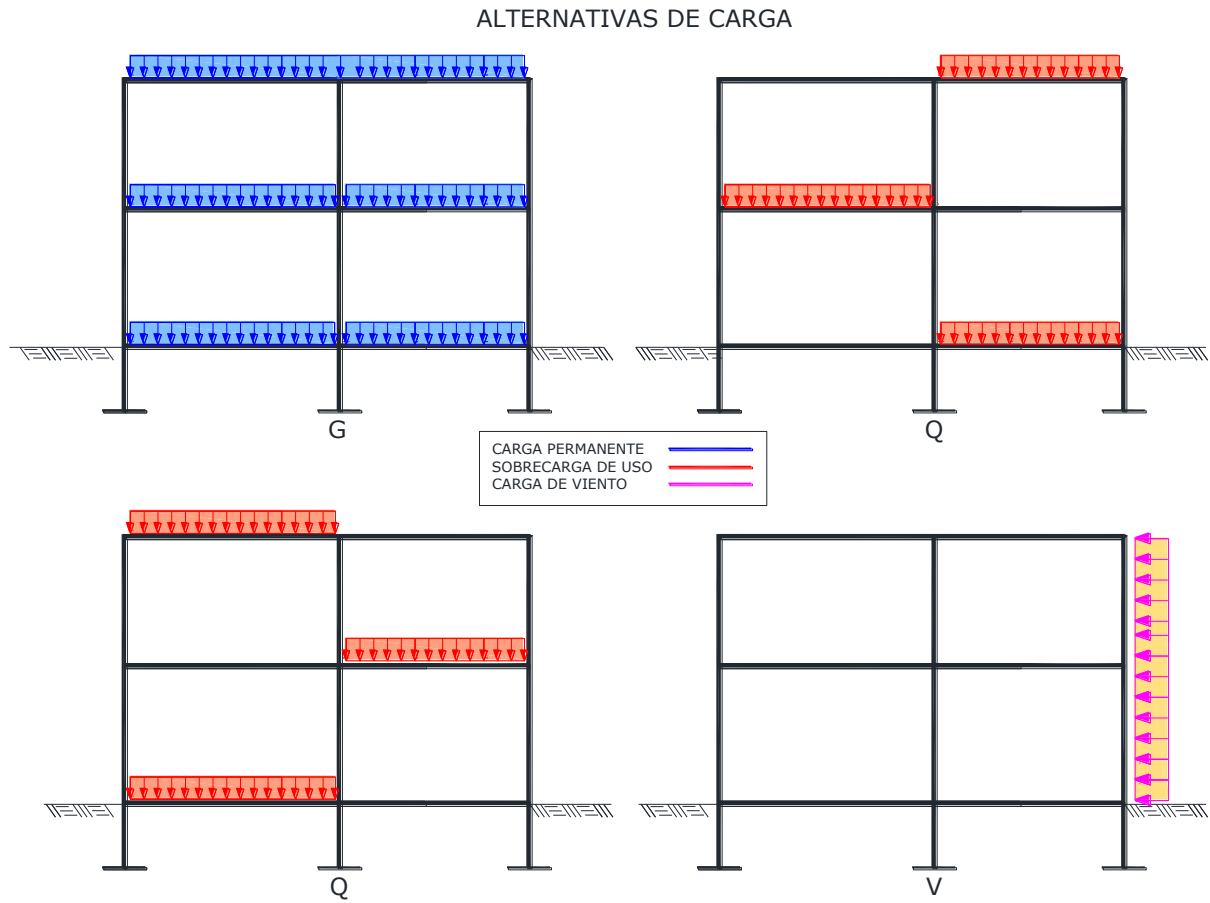 ALTERNATIVAS DE CARGA
G
Q
CARGA PERMANENTE
SOBRECARGA DE USO
CARGA DE VIENTO
Q
V